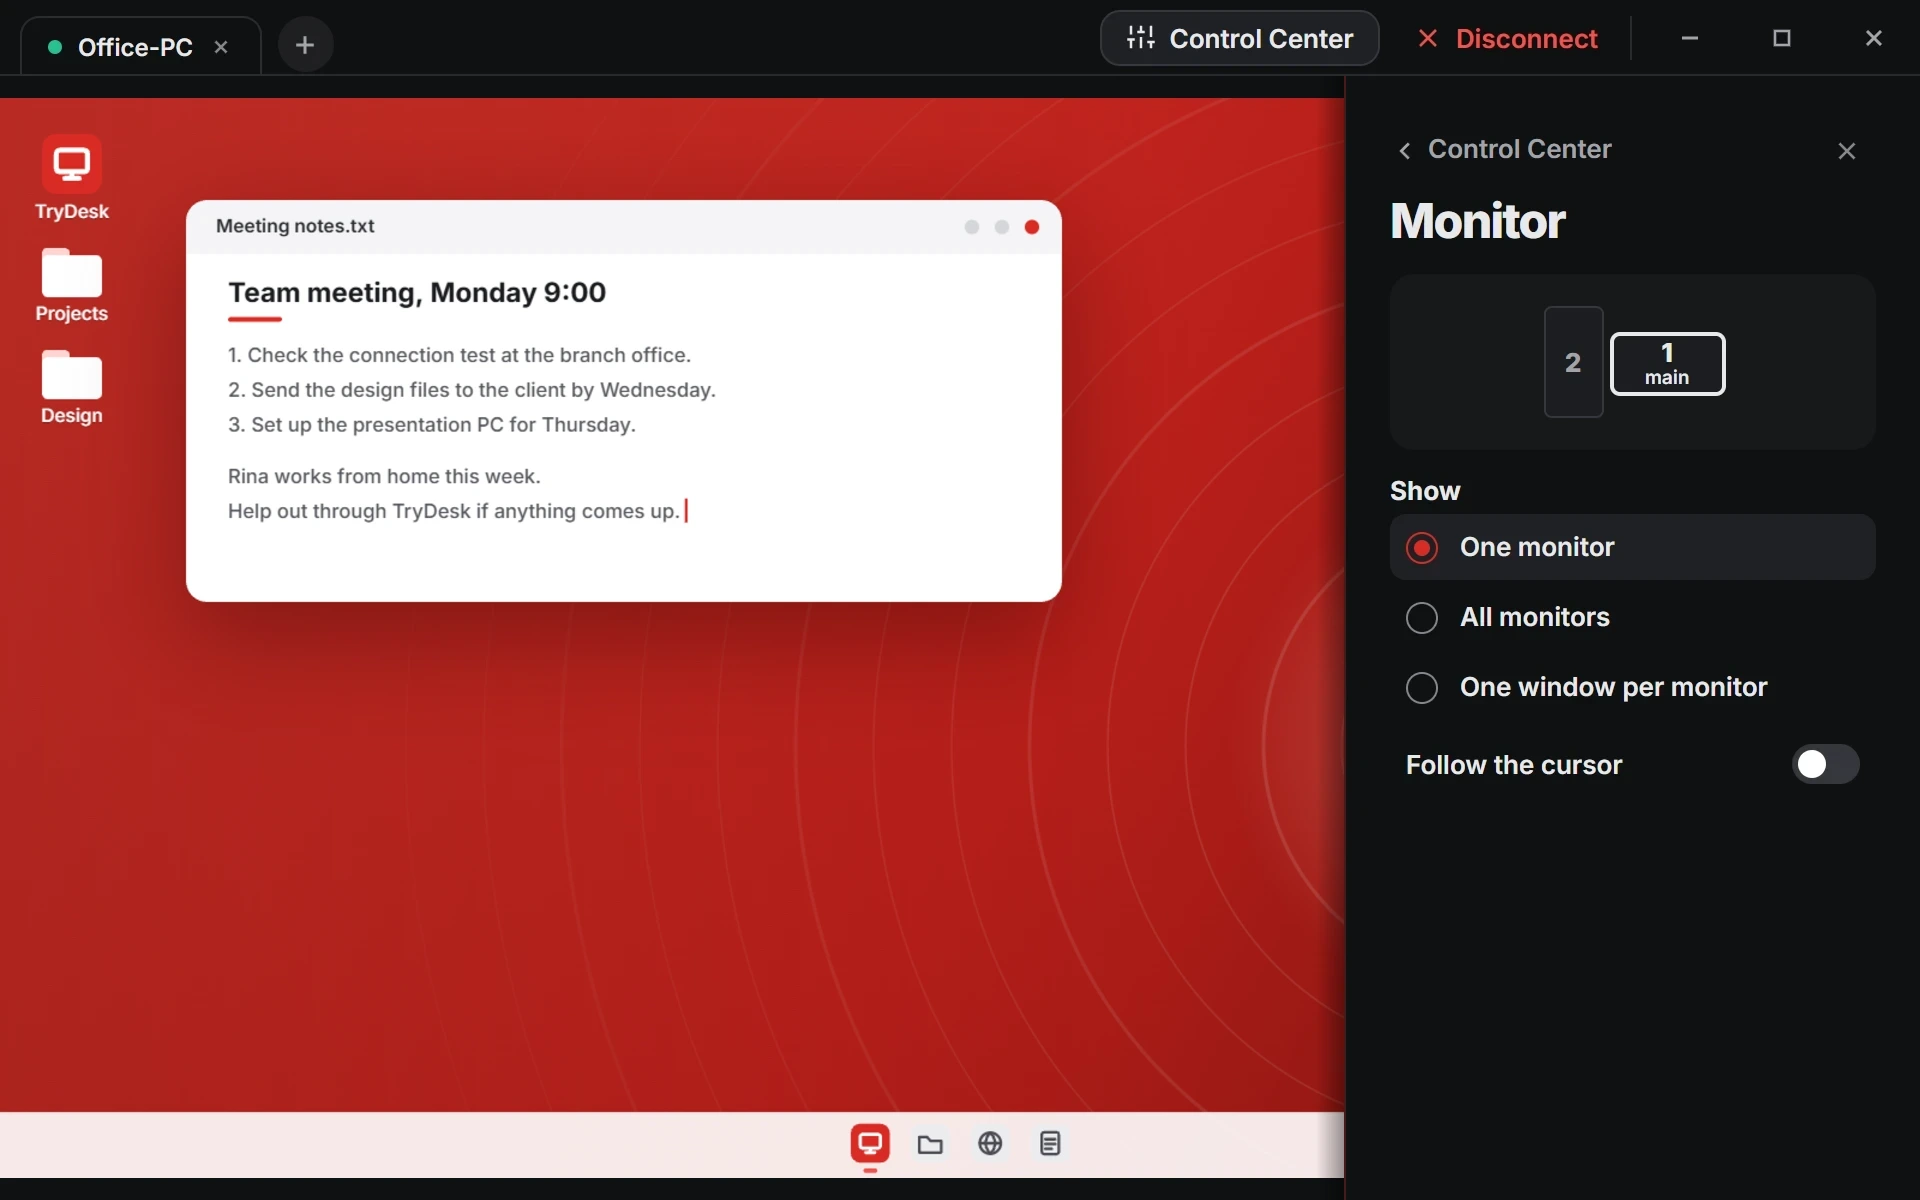 Office-PC
Control Center
Disconnect
TryDesk
Projects
Design
Meeting notes.txt
Team meeting, Monday 9:00
1. Check the connection test at the branch office.
2. Send the design files to the client by Wednesday.
3. Set up the presentation PC for Thursday.
Rina works from home this week.
Help out through TryDesk if anything comes up.
Control Center
Monitor
2
1
main
Show
One monitor
All monitors
One window per monitor
Follow the cursor